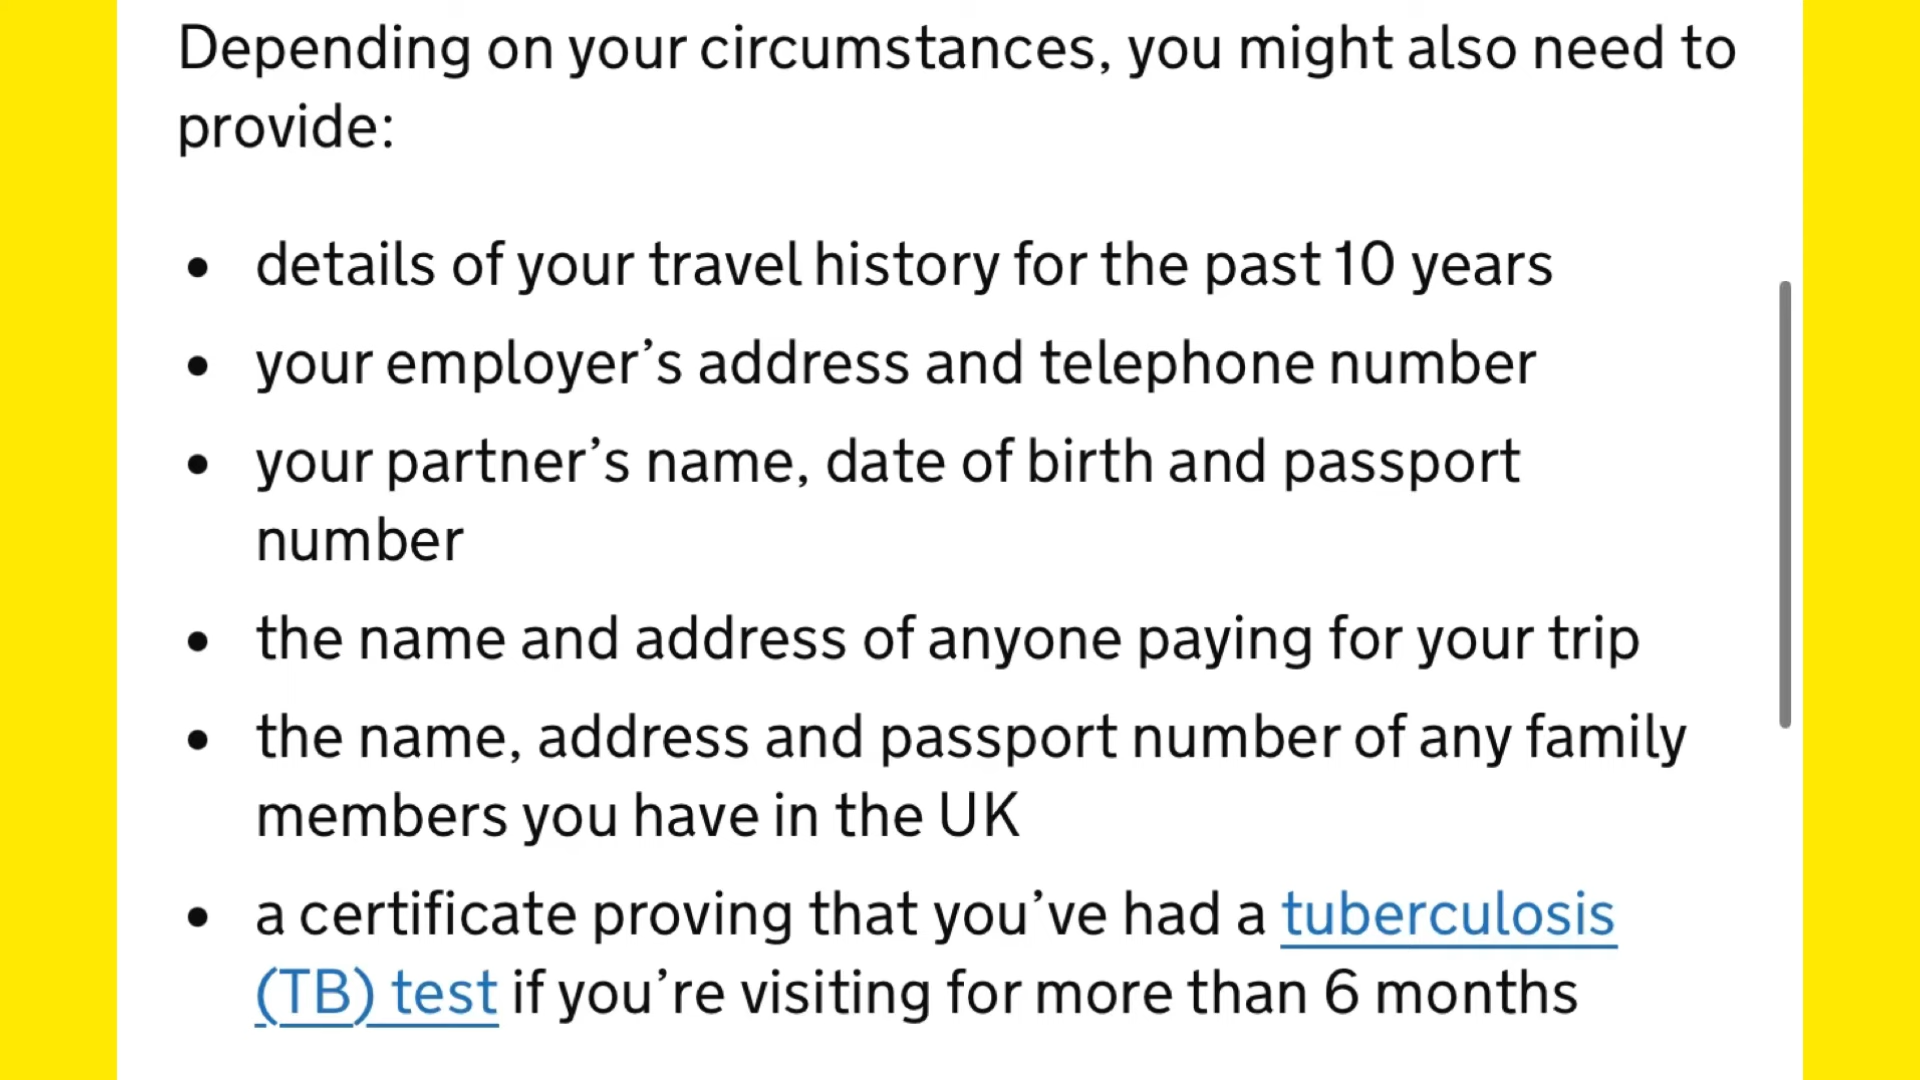 Depending on your circumstances, you might also need to
provide:
• details of your travel history for the past 10 years
• your employer’s address and telephone number
• your partner’s name, date of birth and passport
number
• the name and address of anyone paying for your trip
• the name, address and passport number of any family
members you have in the UK
• a certificate proving that you’ve had a tuberculosis
(TB) test if you’re visiting for more than 6 months